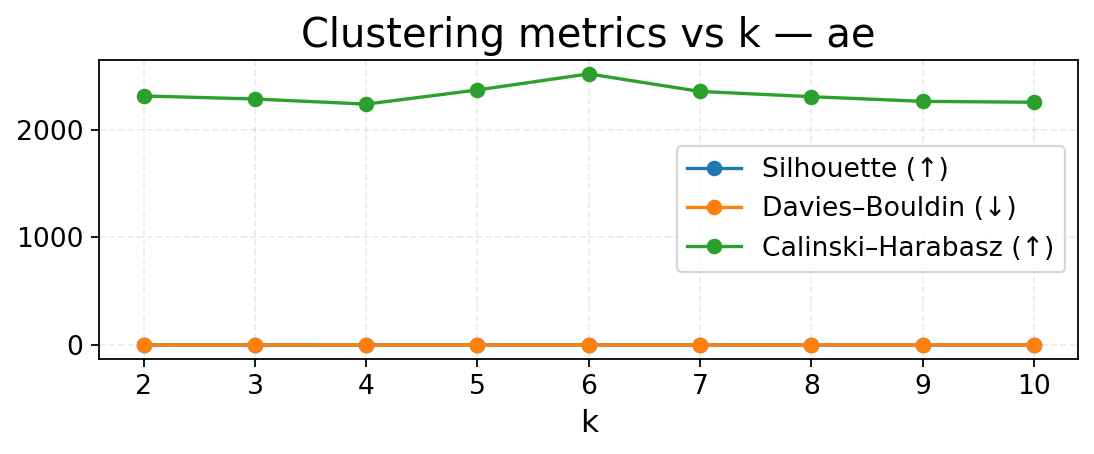 Clustering metrics vs k — ae
2000
1000
0
Silhouette (↑)
Davies–Bouldin (↓)
Calinski–Harabasz (↑)
2 3 4 5 6 7 8 9 10
k